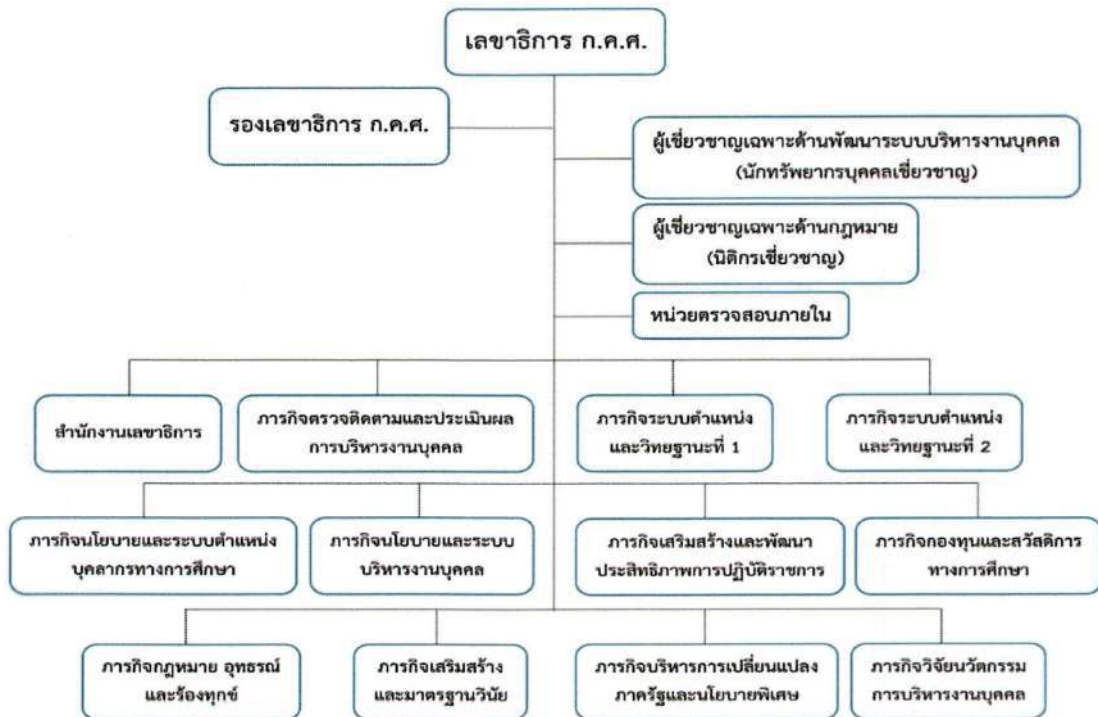 เลขาธิการ ก.ค.ศ.
รองเลขาธิการ ก.ค.ศ.
ผู้เชี่ยวชาญเฉพาะด้านพัฒนาระบบบริหารงานบุคคล
(นักทรัพยากรบุคคลเชี่ยวชาญ)
ผู้เชี่ยวชาญเฉพาะด้านกฎหมาย
(นิติกรเชี่ยวชาญ)
หน่วยตรวจสอบภายใน
สำนักงานเลขาธิการ
ภารกิจตรวจติดตามและประเมินผล
การบริหารงานบุคคล
ภารกิจระบบตำแหน่ง
และวิทยฐานะที่ 1
ภารกิจระบบตำแหน่ง
และวิทยฐานะที่ 2
ภารกิจนโยบายและระบบตำแหน่ง
บุคลากรทางการศึกษา
ภารกิจนโยบายและระบบ
บริหารงานบุคคล
ภารกิจเสริมสร้างและพัฒนา
ประสิทธิภาพการปฏิบัติราชการ
ภารกิจกองทุนและสวัสดิการ
ทางการศึกษา
ภารกิจกฎหมาย อุทธรณ์
และร้องทุกข์
ภารกิจเสริมสร้าง
และมาตรฐานวินัย
ภารกิจบริหารการเปลี่ยนแปลง
ภาครัฐและนโยบายพิเศษ
ภารกิจวิจัยนวัตกรรม
การบริหารงานบุคคล